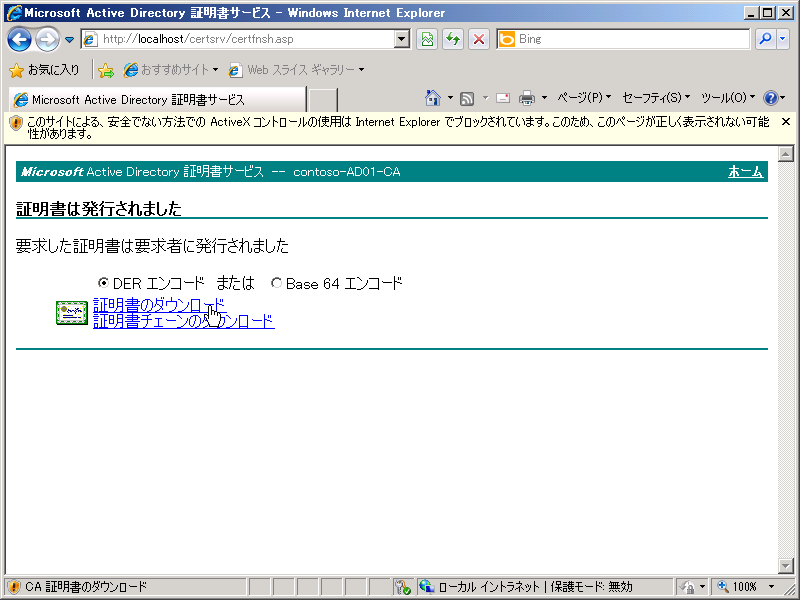 Microsoft Active Directory 証明書サービス - Windows Internet Explorer
http://localhost/certsrv/certfnsh.asp
Bing
お気に入り
おすすめサイト
Web スライス ギャラリー
Microsoft Active Directory 証明書サービス
ページ(P)
セーフティ(S)
ツール(O)
このサイトによる、安全でない方法での ActiveX コントロールの使用は Internet Explorer でブロックされています。このため、このページが正しく表示されない可能
性があります。
Microsoft Active Directory 証明書サービス -- contoso-AD01-CA
ホーム
証明書は発行されました
要求した証明書は要求者に発行されました
DER エンコード または Base 64 エンコード
証明書のダウンロード
証明書チェーンのダウンロード
CA 証明書のダウンロード
ローカル イントラネット | 保護モード: 無効
100%